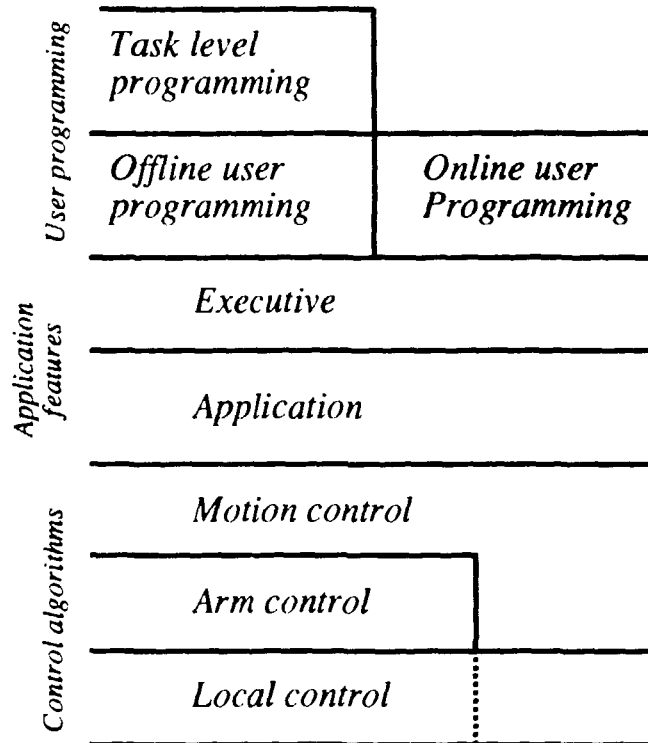 User programming
Task level
programming
Offline user
programming
Online user
Programming
Application
features
Executive
Application
Control algorithms
Motion control
Arm control
Local control